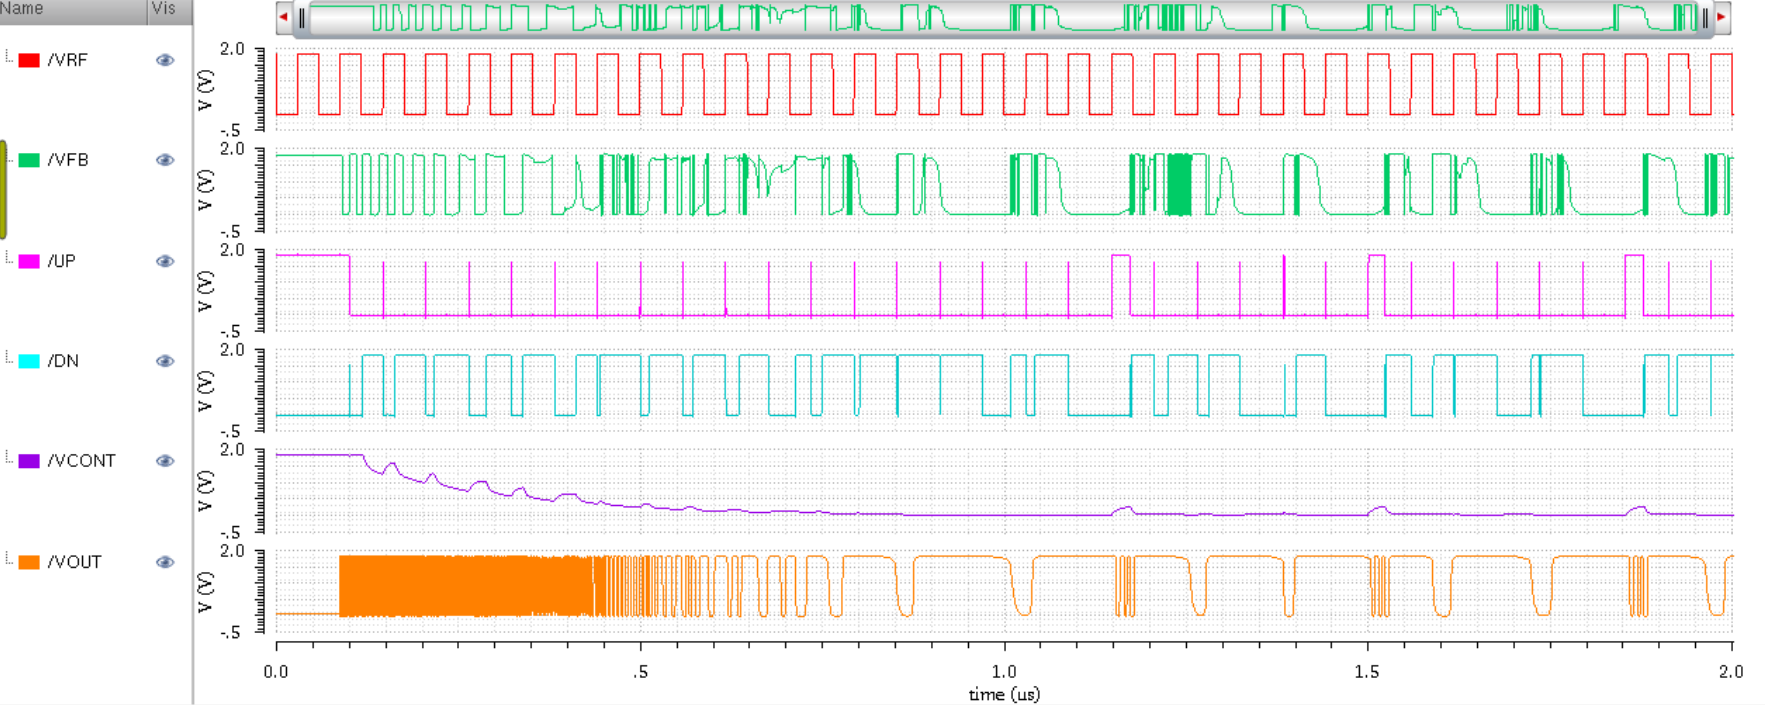 Name Vis
/VRF
2.0
V (V)
-.5
/VFB
2.0
V (V)
-.5
/UP
2.0
V (V)
-.5
/DN
2.0
V (V)
-.5
/VCONT
2.0
V (V)
-.5
/VOUT
2.0
V (V)
-.5
0.0 .5 1.0 1.5 2.0
time (us)